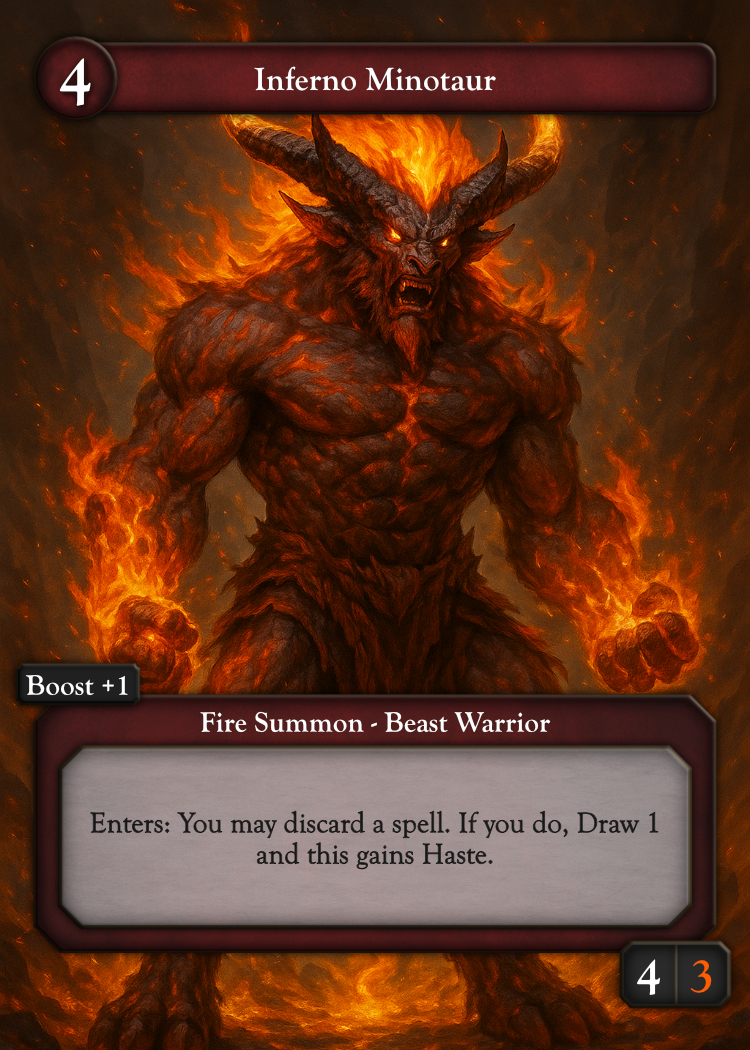 4
Inferno Minotaur
Boost +1
Fire Summon - Beast Warrior
Enters: You may discard a spell. If you do, Draw 1
and this gains Haste.
4 3